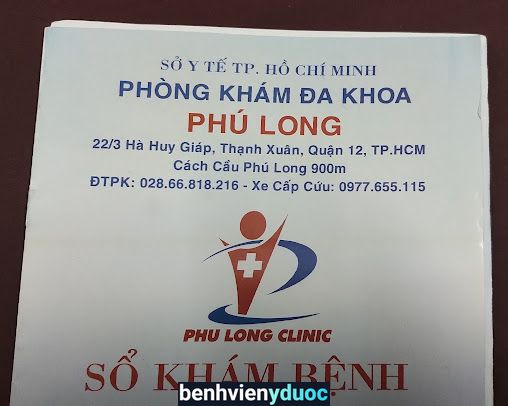 SỞ Y TẾ TP. HỒ CHÍ MINH
PHÒNG KHÁM ĐA KHOA
PHÚ LONG
22/3 Hà Huy Giáp, Thạnh Xuân, Quận 12, TP.HCM
Cách Cầu Phú Long 900m
ĐTPK: 028.66.818.216 - Xe Cấp Cứu: 0977.655.115
PHU LONG CLINIC
SỔ KHÁM BỆNH
benhvienyduoc.